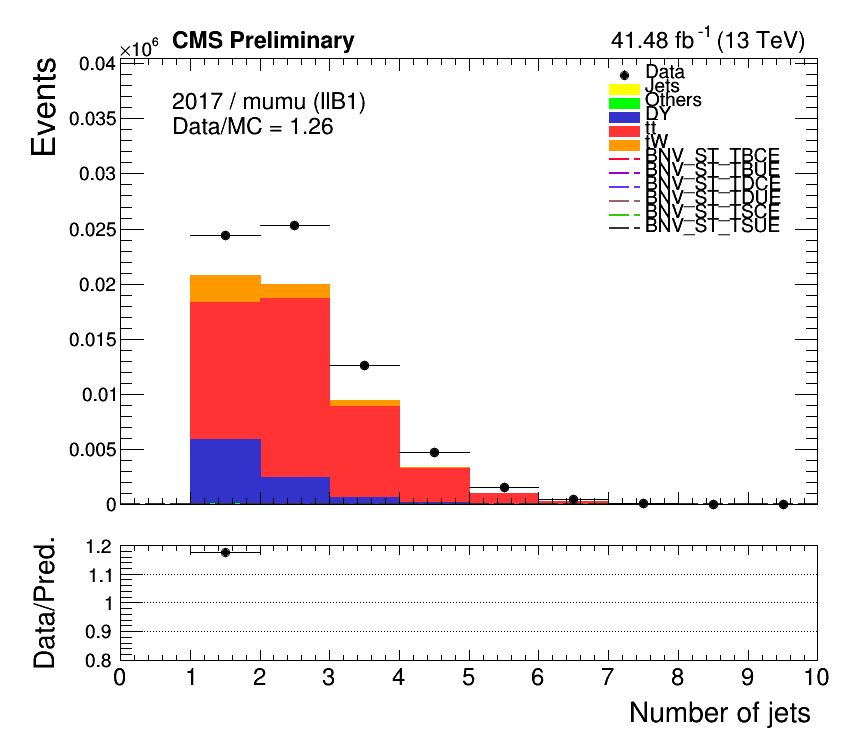 ×10⁶ CMS Preliminary 41.48 fb⁻¹ (13 TeV)
Events
0.04
0.035
0.03
0.025
0.02
0.015
0.01
0.005
0
2017 / mumu (llB1)
Data/MC = 1.26
Data
Jets
Others
DY
tt
tW
BNV_ST_TBCE
BNV_ST_TBUE
BNV_ST_TDCE
BNV_ST_TDUE
BNV_ST_TSCE
BNV_ST_TSUE
Data/Pred.
1.2
1.1
1
0.9
0.8
0 1 2 3 4 5 6 7 8 9 10
Number of jets